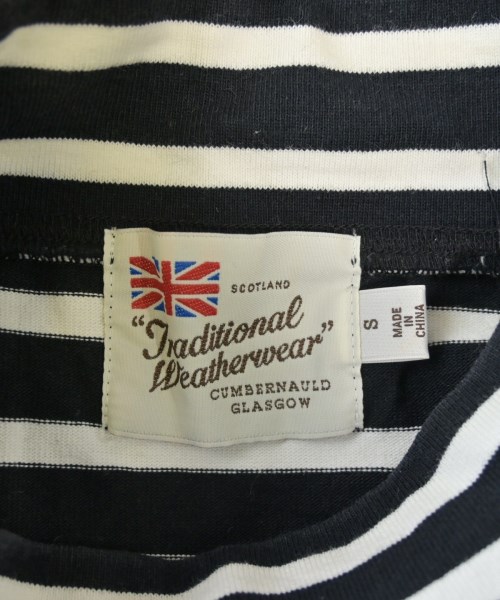 SCOTLAND
"Traditional
Weatherwear"
CUMBERNAULD
GLASGOW
S
MADE
IN
CHINA